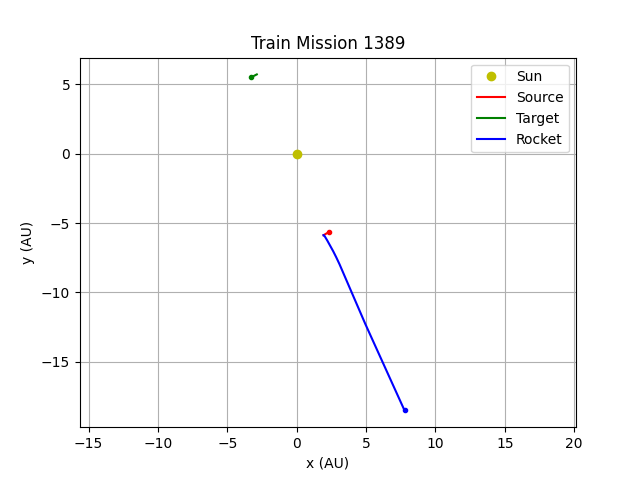 Train Mission 1389
Sun
Source
Target
Rocket
5
0
−5
−10
−15
y (AU)
−15
−10
−5
0
5
10
15
20
x (AU)